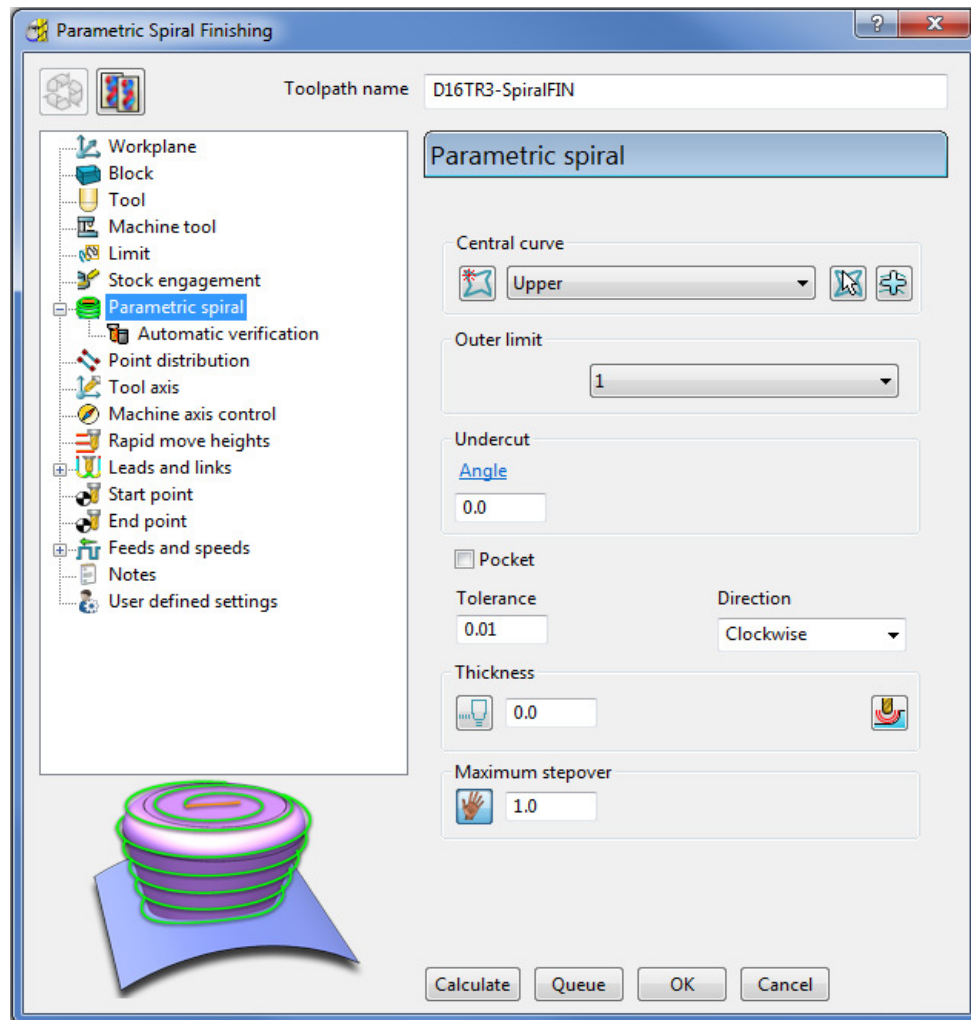 Parametric Spiral Finishing
Toolpath name D16TR3-SpiralFIN
Workplane
Block
Tool
Machine tool
Limit
Stock engagement
Parametric spiral
Automatic verification
Point distribution
Tool axis
Machine axis control
Rapid move heights
Leads and links
Start point
End point
Feeds and speeds
Notes
User defined settings
Parametric spiral
Central curve
Upper
Outer limit
1
Undercut
Angle
0.0
Pocket
Tolerance Direction
0.01 Clockwise
Thickness
0.0
Maximum stepover
1.0
Calculate Queue OK Cancel